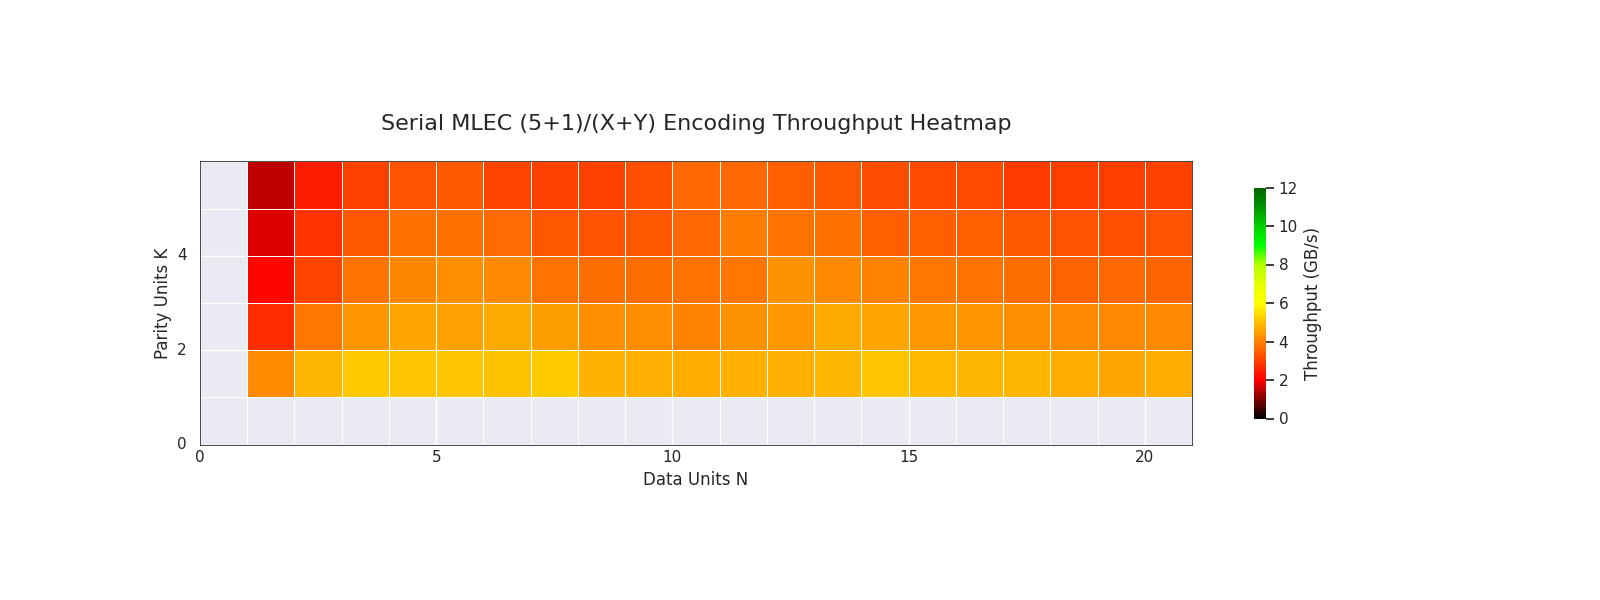 Serial MLEC (5+1)/(X+Y) Encoding Throughput Heatmap
Parity Units K
4
2
0
0 5 10 15 20
Data Units N
12
10
8
6
4
2
0
Throughput (GB/s)